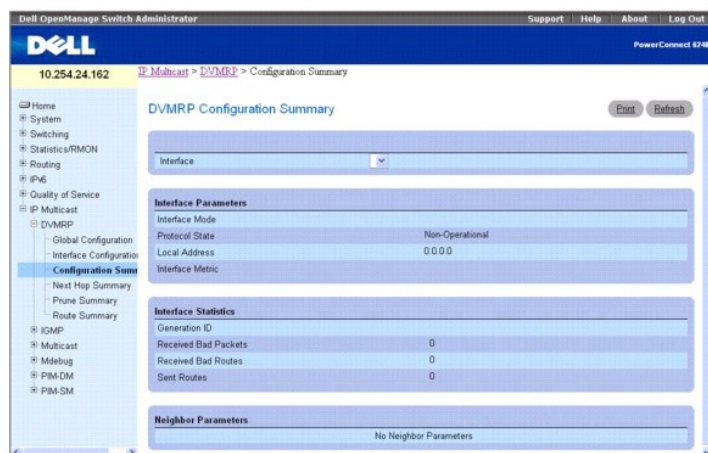 Dell OpenManage Switch Administrator
Support Help About Log Out
DELL
PowerConnect 6248
10.254.24.162
IP Multicast > DVMRP > Configuration Summary
Home
System
Switching
Statistics/RMON
Routing
IPv6
Quality of Service
IP Multicast
DVMRP
Global Configuration
Interface Configuration
Configuration Summ
Next Hop Summary
Prune Summary
Route Summary
IGMP
Multicast
Mdebug
PIM-DM
PIM-SM
DVMRP Configuration Summary
Print Refresh
Interface
Interface Parameters
Interface Mode
Protocol State Non-Operational
Local Address 0.0.0.0
Interface Metric
Interface Statistics
Generation ID
Received Bad Packets 0
Received Bad Routes 0
Sent Routes 0
Neighbor Parameters
No Neighbor Parameters